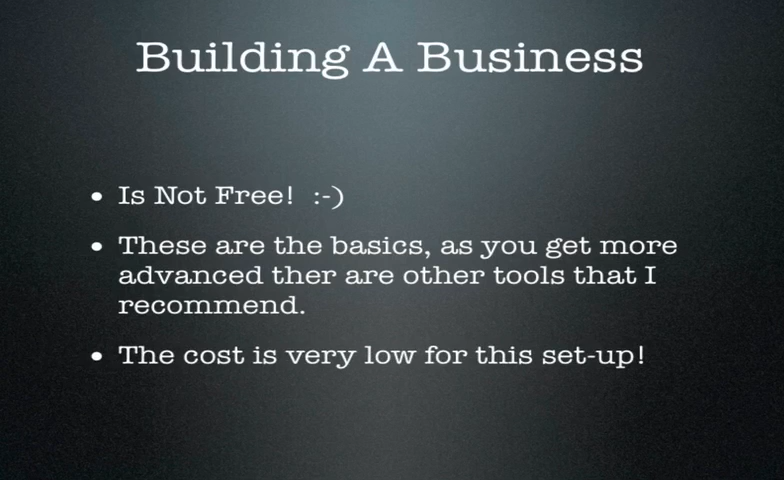 Building A Business
• Is Not Free!  :-)
• These are the basics, as you get more
advanced ther are other tools that I
recommend.
• The cost is very low for this set-up!